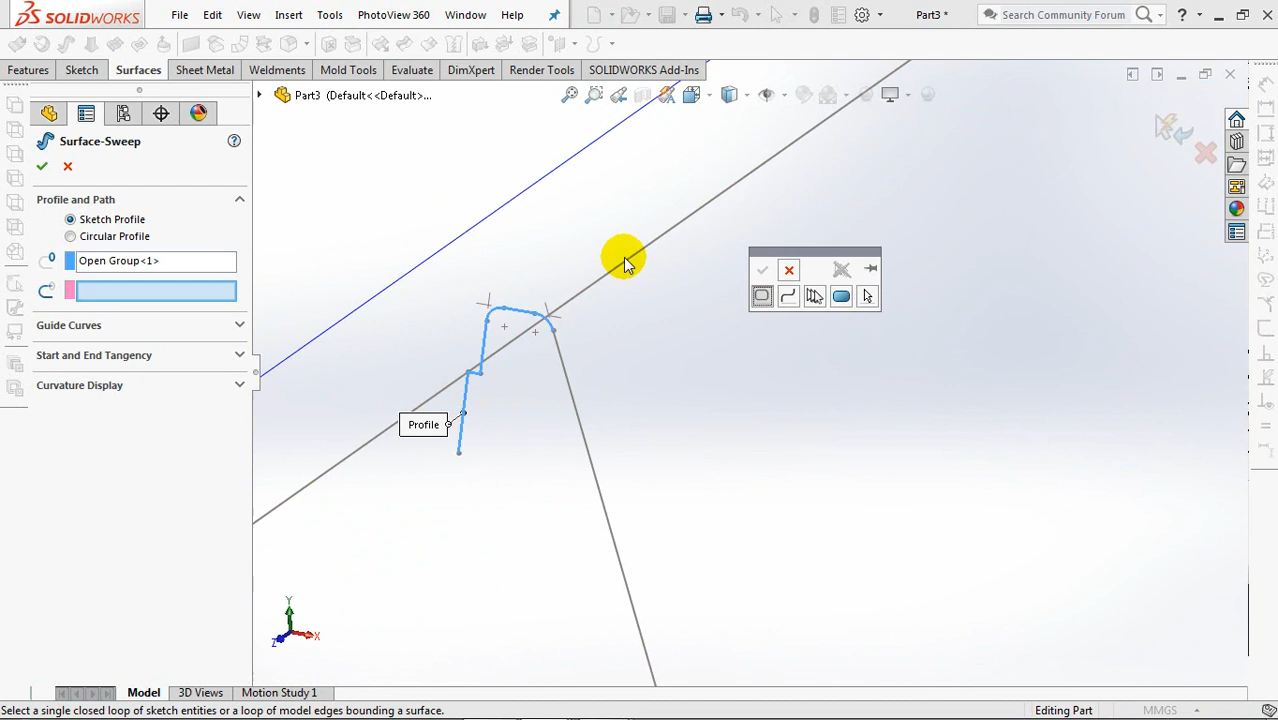 SOLIDWORKS File Edit View Insert Tools PhotoView 360 Window Help Part3 * Search Community Forum ?
Features Sketch Surfaces Sheet Metal Weldments Mold Tools Evaluate DimXpert Render Tools SOLIDWORKS Add-Ins
Part3 (Default<<Default>...
Surface-Sweep ?
Profile and Path
Sketch Profile
Circular Profile
Open Group<1>
Guide Curves
Start and End Tangency
Curvature Display
Profile
Y
X
Z
Model 3D Views Motion Study 1
Select a single closed loop of sketch entities or a loop of model edges bounding a surface. Editing Part MMGS